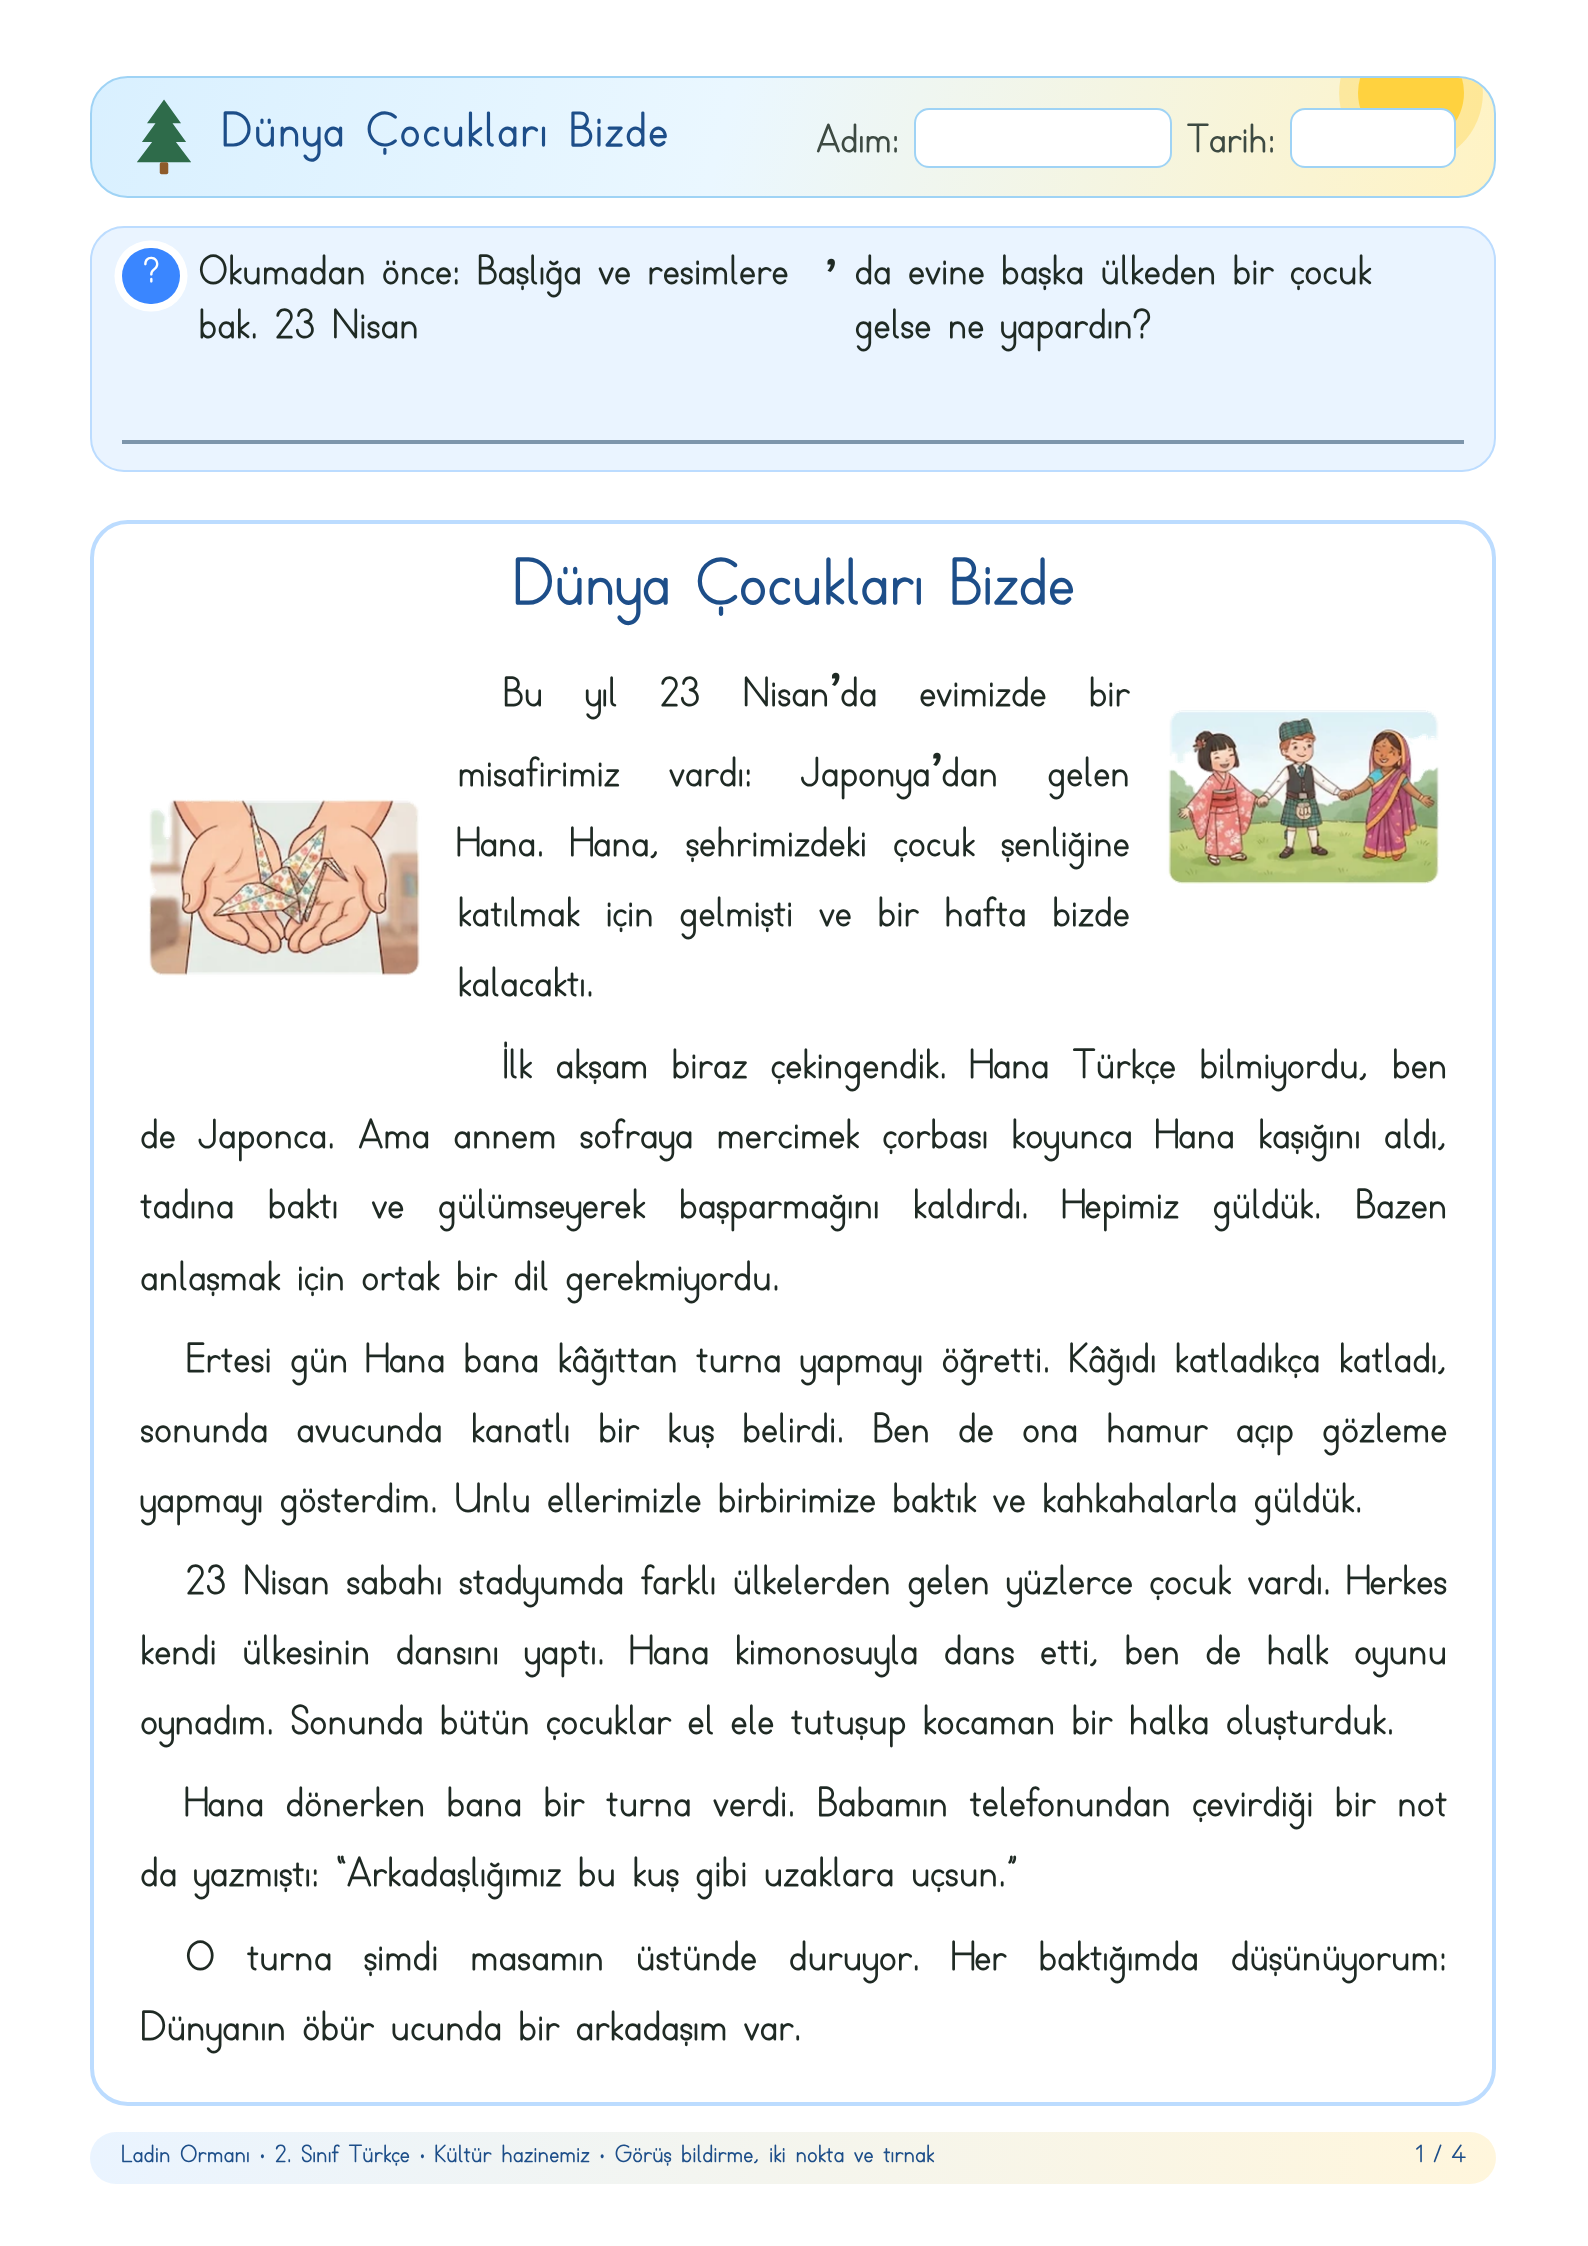 Dünya Çocukları Bizde
Adım:
Tarih:
?
Okumadan önce: Başlığa ve resimlere bak. 23 Nisan
’
da evine başka ülkeden bir çocuk gelse ne yapardın?
Dünya Çocukları Bizde
Bu yıl 23 Nisan’da evimizde bir
misafirimiz vardı: Japonya’dan gelen
Hana. Hana, şehrimizdeki çocuk şenliğine
katılmak için gelmişti ve bir hafta bizde
kalacaktı.
İlk akşam biraz çekingendik. Hana Türkçe bilmiyordu, ben
de Japonca. Ama annem sofraya mercimek çorbası koyunca Hana kaşığını aldı,
tadına baktı ve gülümseyerek başparmağını kaldırdı. Hepimiz güldük. Bazen
anlaşmak için ortak bir dil gerekmiyordu.
Ertesi gün Hana bana kâğıttan turna yapmayı öğretti. Kâğıdı katladıkça katladı,
sonunda avucunda kanatlı bir kuş belirdi. Ben de ona hamur açıp gözleme
yapmayı gösterdim. Unlu ellerimizle birbirimize baktık ve kahkahalarla güldük.
23 Nisan sabahı stadyumda farklı ülkelerden gelen yüzlerce çocuk vardı. Herkes
kendi ülkesinin dansını yaptı. Hana kimonosuyla dans etti, ben de halk oyunu
oynadım. Sonunda bütün çocuklar el ele tutuşup kocaman bir halka oluşturduk.
Hana dönerken bana bir turna verdi. Babamın telefonundan çevirdiği bir not
da yazmıştı: “Arkadaşlığımız bu kuş gibi uzaklara uçsun.”
O turna şimdi masamın üstünde duruyor. Her baktığımda düşünüyorum:
Dünyanın öbür ucunda bir arkadaşım var.
Ladin Ormanı • 2. Sınıf Türkçe • Kültür hazinemiz • Görüş bildirme, iki nokta ve tırnak
1 / 4